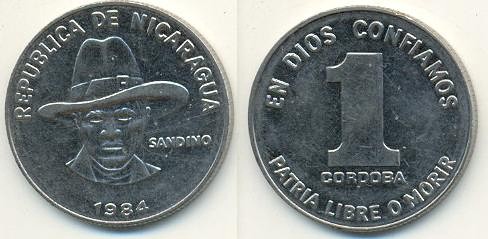 REPUBLICA DE NICARAGUA
SANDINO
1984
EN DIOS CONFIAMOS
1
CORDOBA
PATRIA LIBRE O MORIR